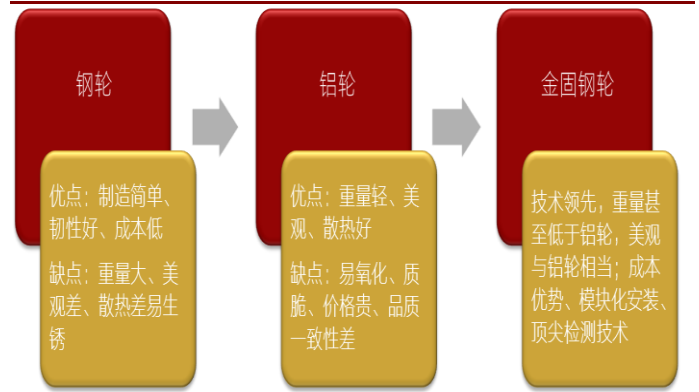 钢轮
优点：制造简单、
韧性好、成本低
缺点：重量大、美
观差、散热差易生
锈
铝轮
优点：重量轻、美
观、散热好
缺点：易氧化、质
脆、价格贵、品质
一致性差
金固钢轮
技术领先，重量甚
至低于铝轮，美观
与铝轮相当；成本
优势、模块化安装、
顶尖检测技术